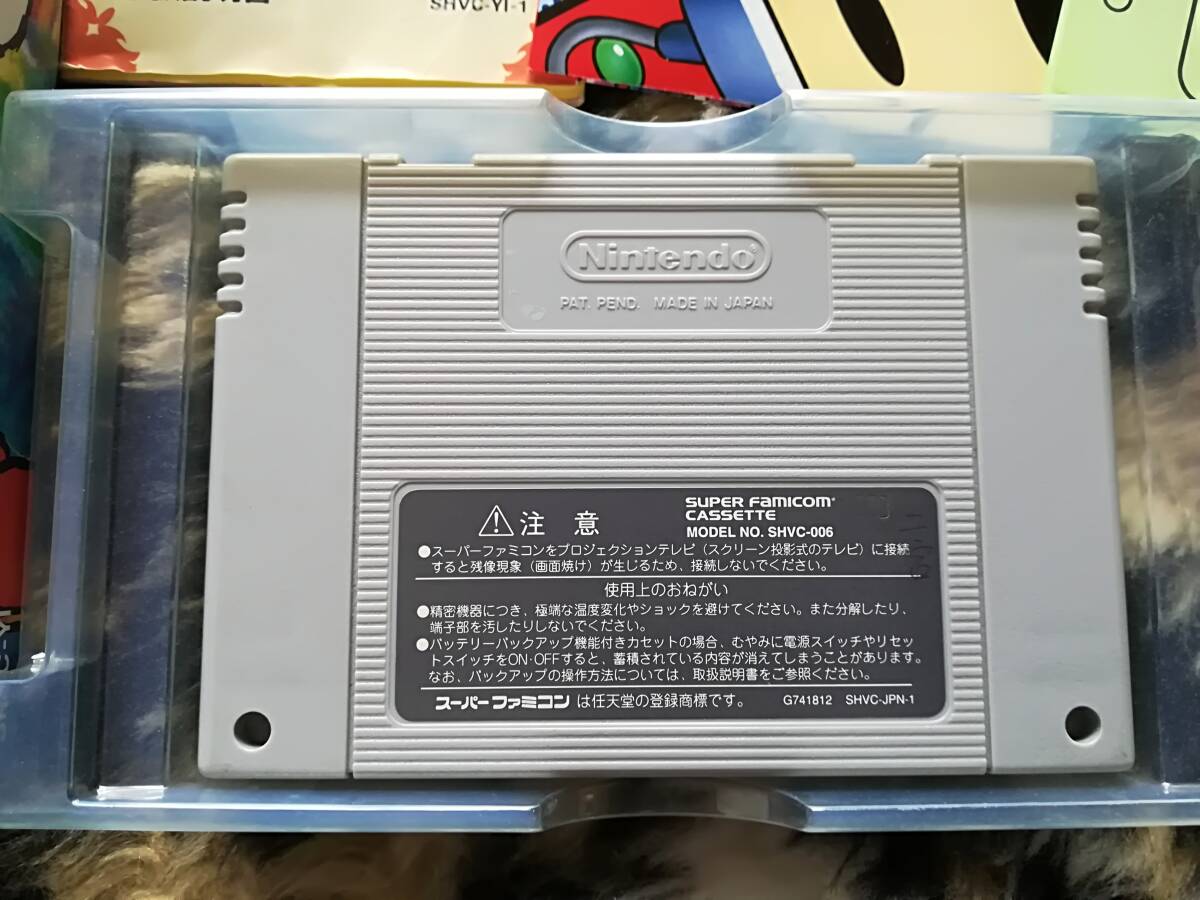 SHVC-YI-1
Nintendo®
PAT. PEND. MADE IN JAPAN
⚠注 意
SUPER FAMICOM®
CASSETTE
MODEL NO. SHVC-006
●スーパーファミコンをプロジェクションテレビ（スクリーン投影式のテレビ）に接続
すると残像現象（画面焼け）が生じるため、接続しないでください。
使用上のおねがい
●精密機器につき、極端な温度変化やショックを避けてください。また分解したり、
端子部を汚したりしないでください。
●バッテリーバックアップ機能付きカセットの場合、むやみに電源スイッチやリセッ
トスイッチをON・OFFすると、蓄積されている内容が消えてしまうことがあります。
なお、バックアップの操作方法については、取扱説明書をご参照ください。
スーパーファミコン は任天堂の登録商標です。
G741812 SHVC-JPN-1